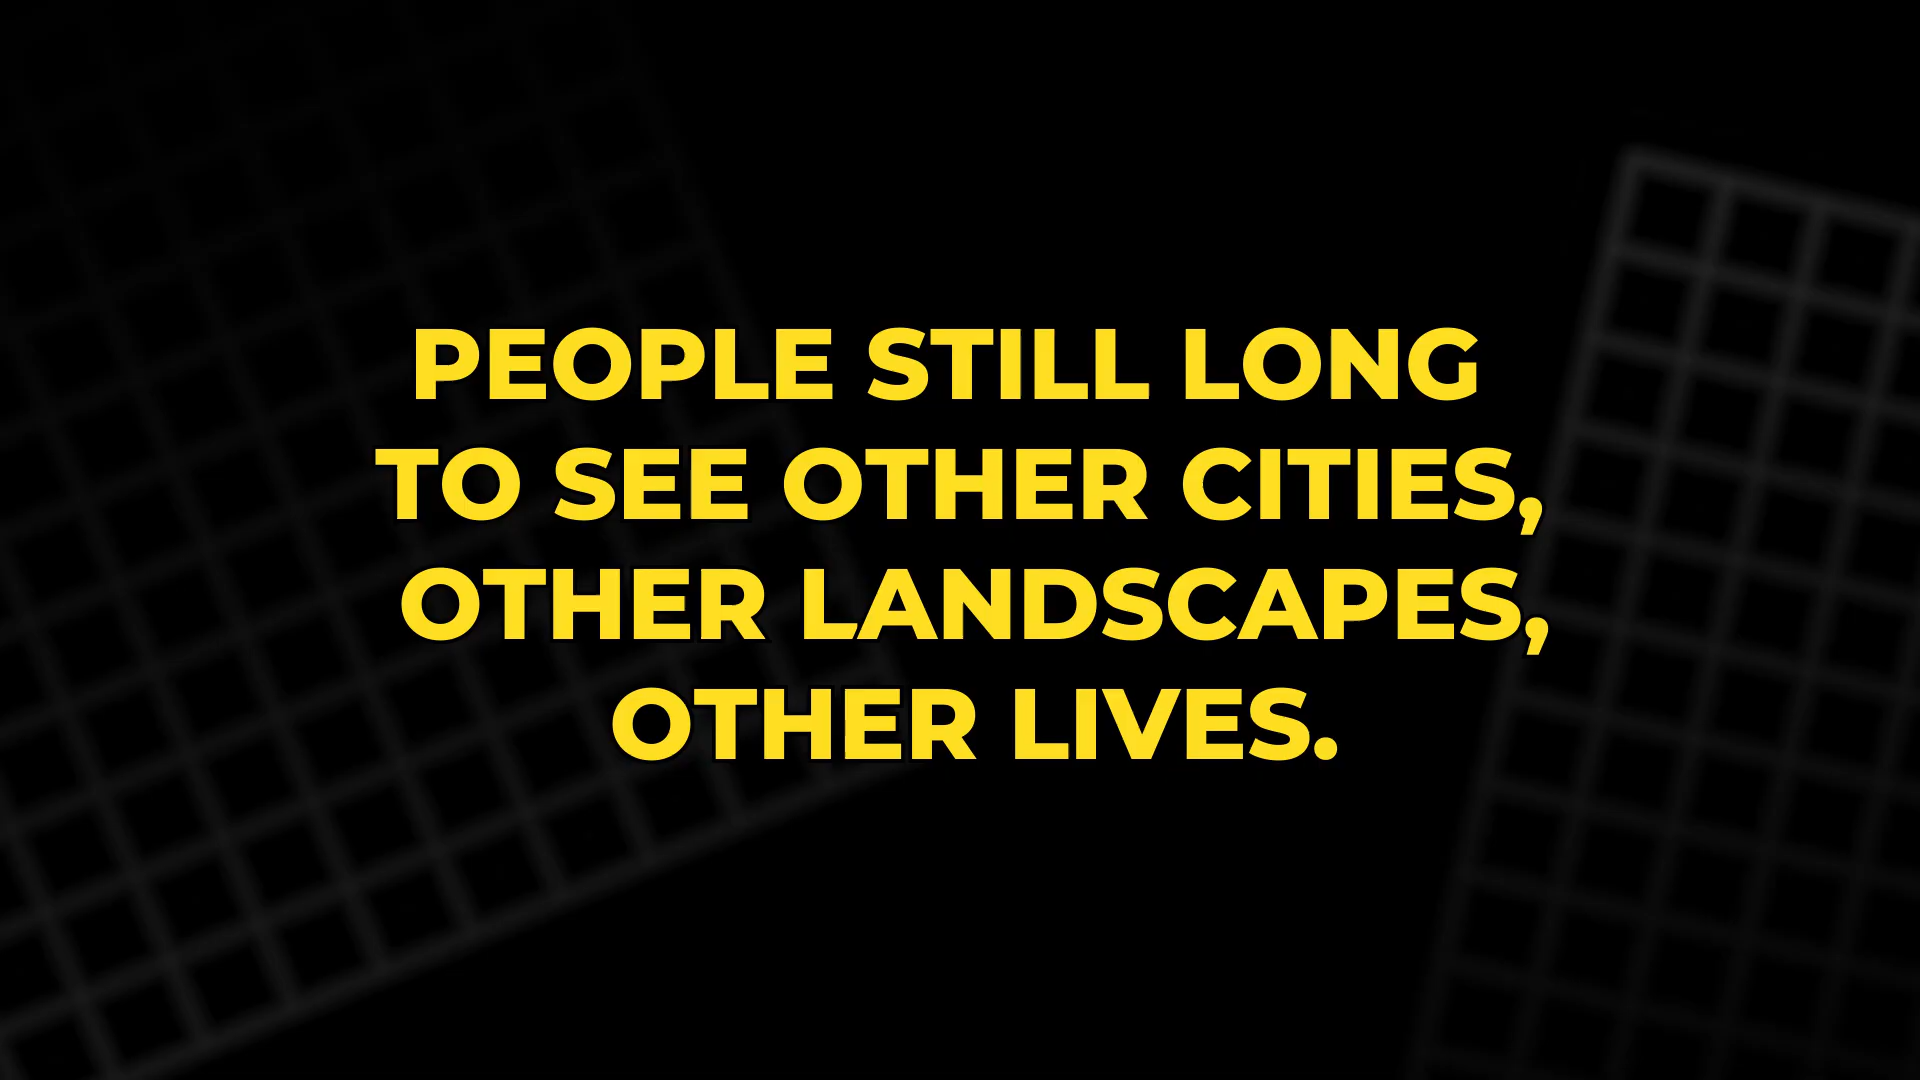 PEOPLE STILL LONG
TO SEE OTHER CITIES,
OTHER LANDSCAPES,
OTHER LIVES.